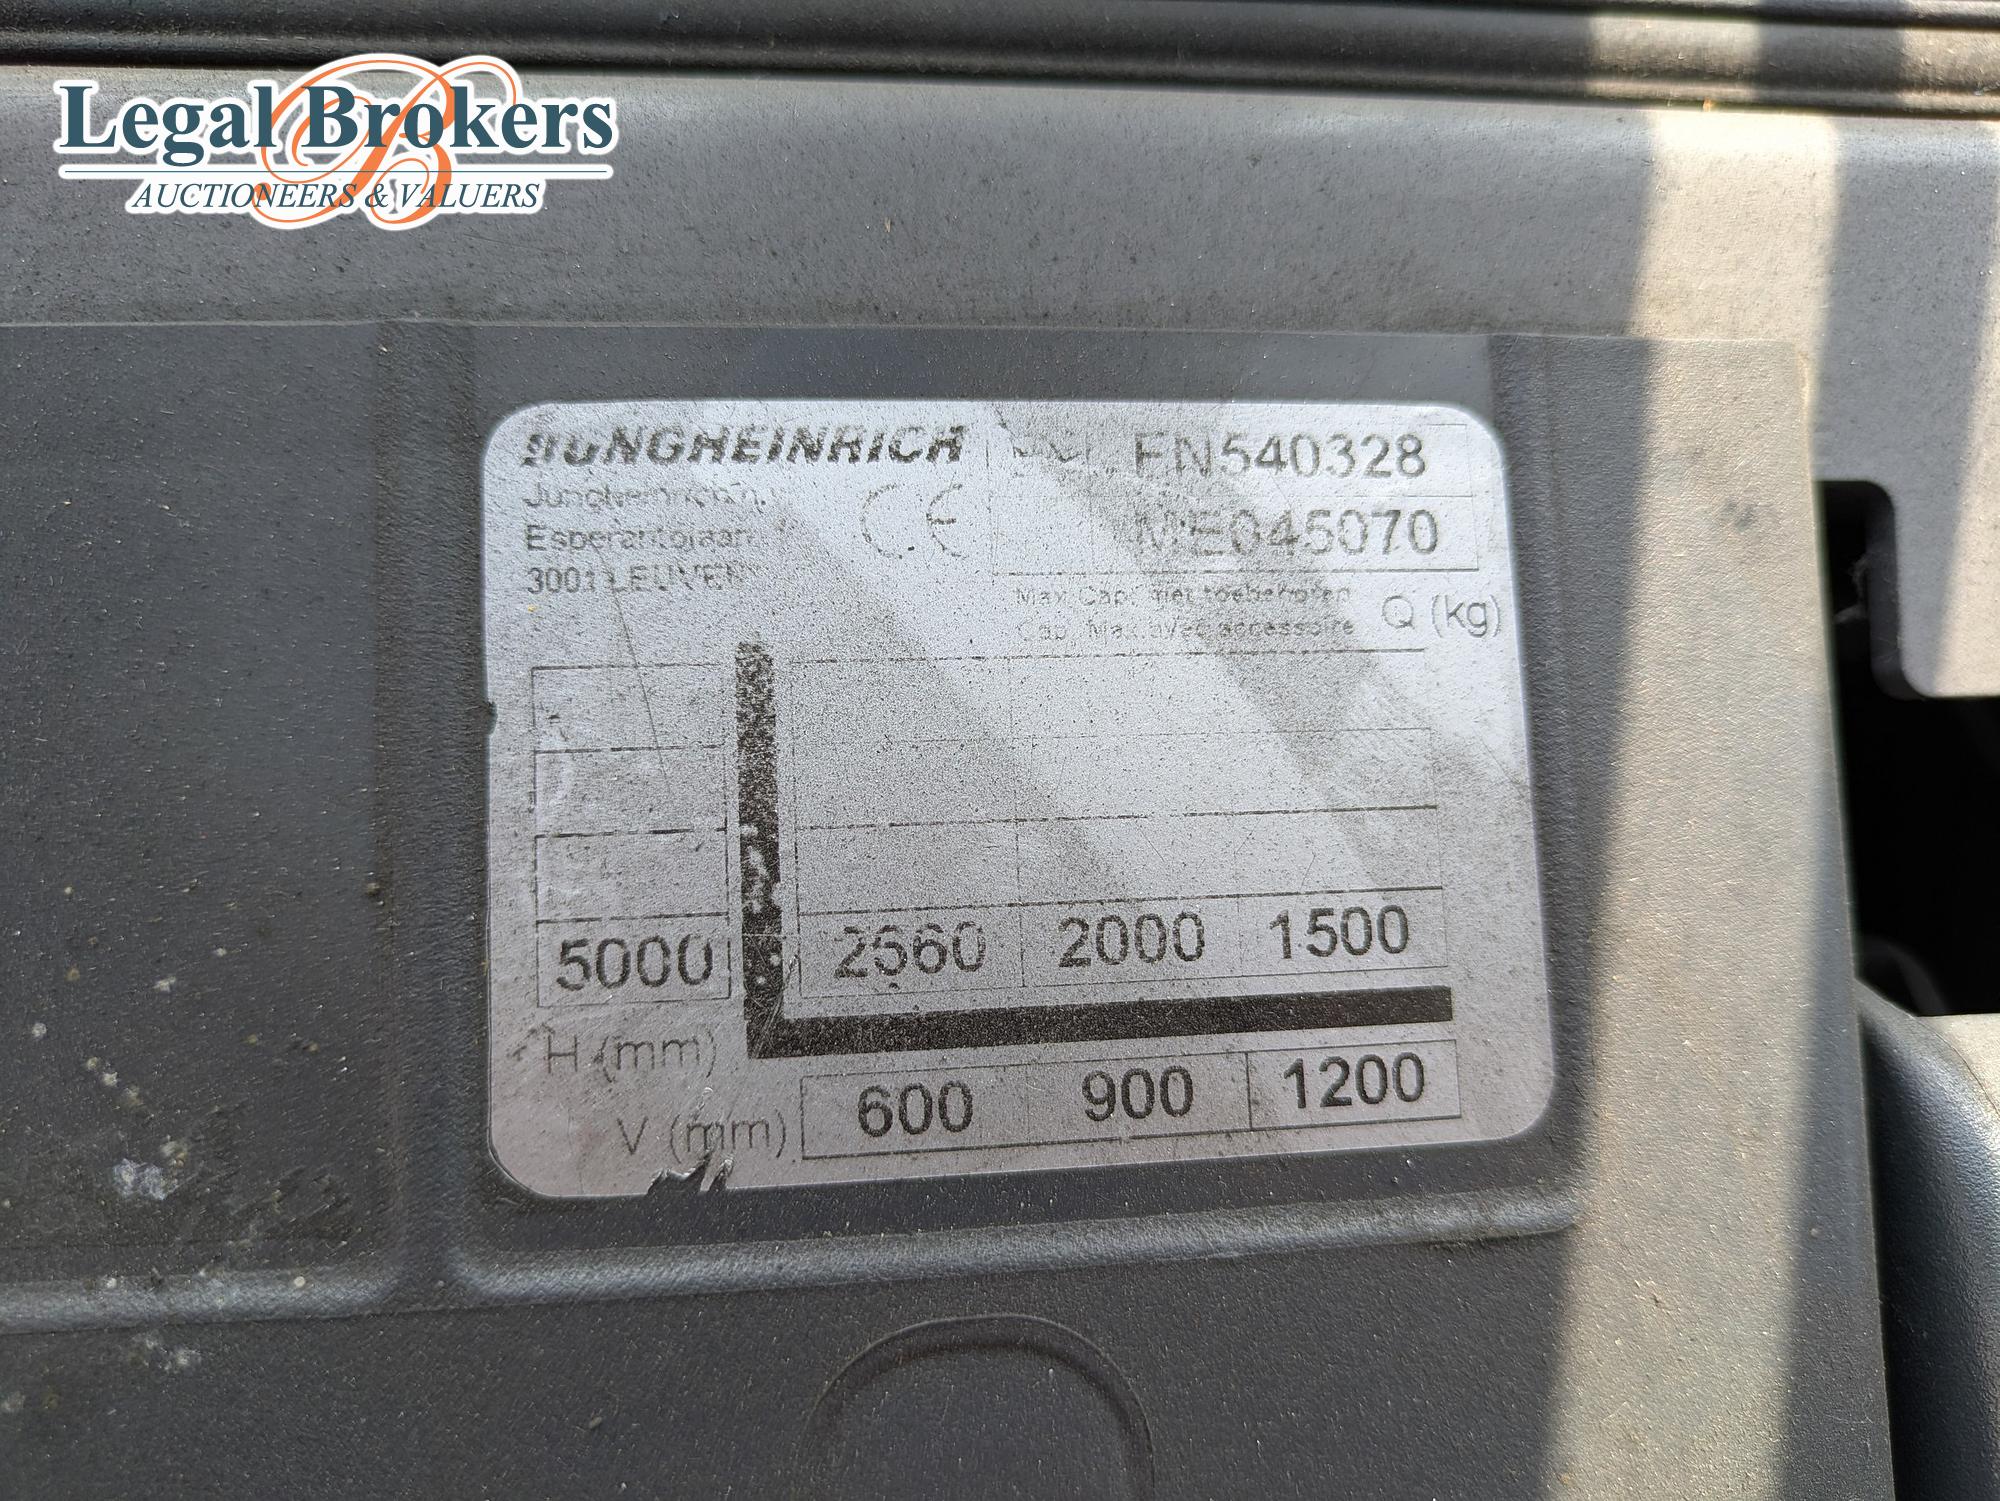 Legal Brokers
AUCTIONEERS & VALUERS
JUNGHEINRICH
FN540328
Jungheinrich
CE
ME045070
Esperantolaan
3001 LEUVEN
Max. Cap. met toebehoren
Cap. Max. avec accessoire
Q (kg)
5000 2560 2000 1500
H (mm)
V (mm) 600 900 1200